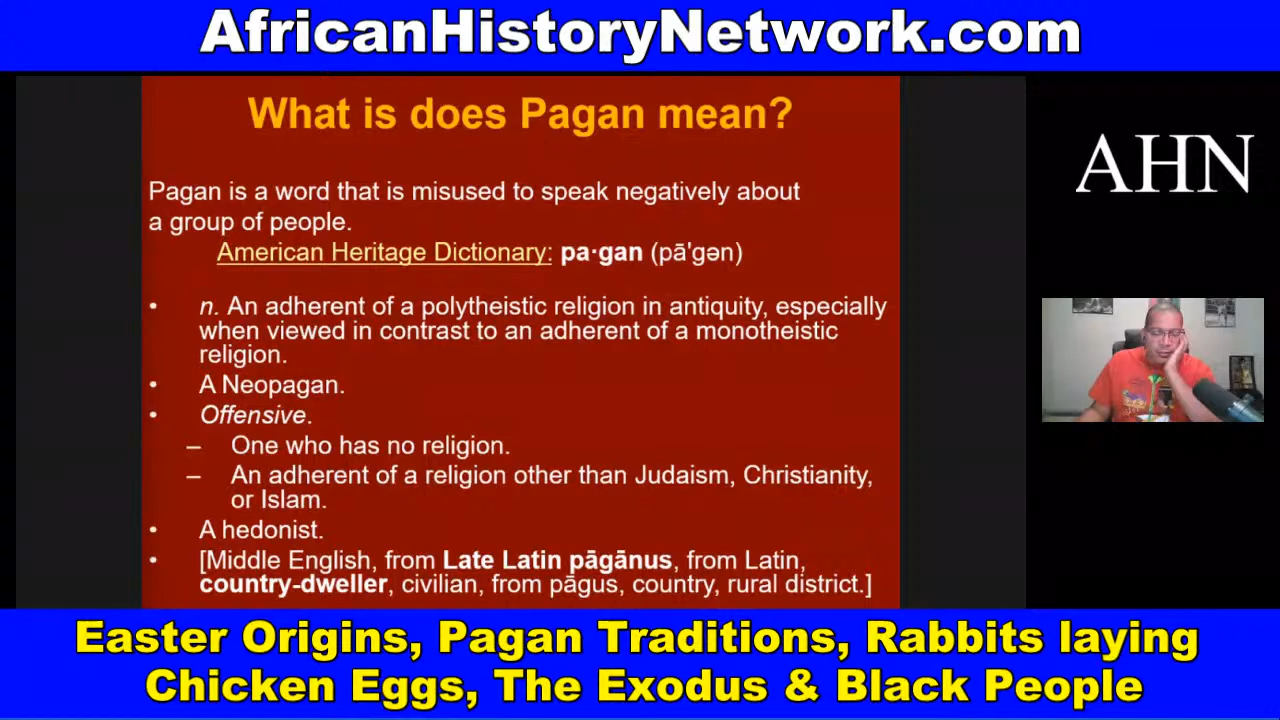 AfricanHistoryNetwork.com
What is does Pagan mean?
AHN
Pagan is a word that is misused to speak negatively about
a group of people.
American Heritage Dictionary: pa·gan (pā'gən)
• n. An adherent of a polytheistic religion in antiquity, especially
when viewed in contrast to an adherent of a monotheistic
religion.
• A Neopagan.
• Offensive.
– One who has no religion.
– An adherent of a religion other than Judaism, Christianity,
or Islam.
• A hedonist.
• [Middle English, from Late Latin pāgānus, from Latin,
country-dweller, civilian, from pāgus, country, rural district.]
Easter Origins, Pagan Traditions, Rabbits laying
Chicken Eggs, The Exodus & Black People